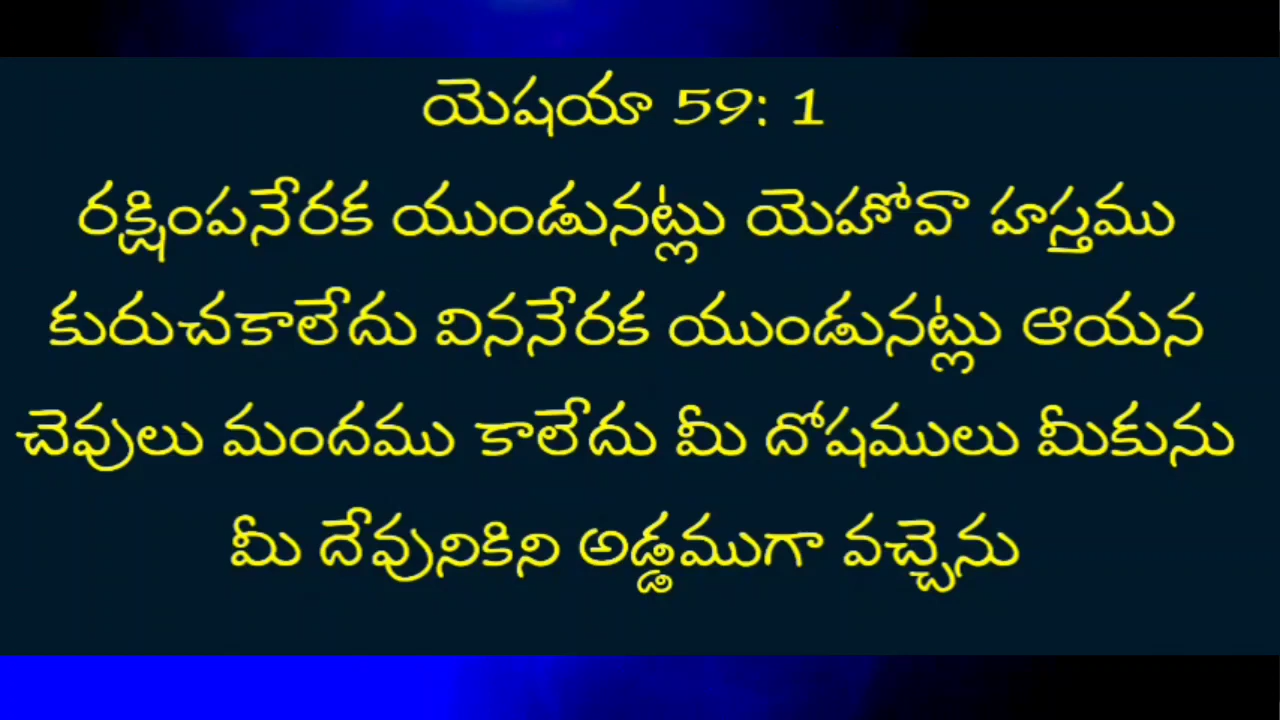 యెషయా 59: 1
రక్షింపనేరక యుండునట్లు యెహోవా హస్తము
కురుచకాలేదు విననేరక యుండునట్లు ఆయన
చెవులు మందము కాలేదు మీ దోషములు మీకును
మీ దేవునికిని అడ్డముగా వచ్చెను